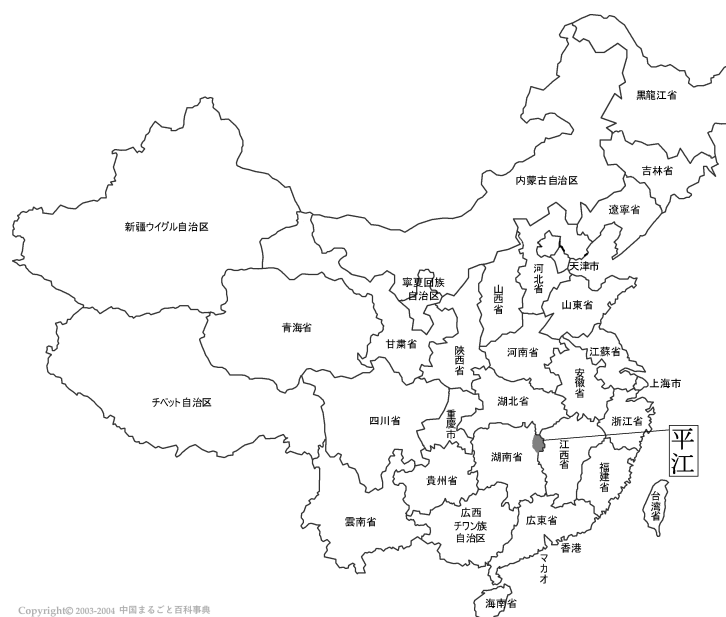 黒龍江省
吉林省
内蒙古自治区
遼寧省
新疆ウイグル自治区
天津市
河北省
寧夏回族
自治区
山西省
山東省
青海省
甘粛省
陝西省
河南省
江蘇省
安徽省
上海市
チベット自治区
四川省
重慶市
湖北省
浙江省
平江
湖南省
江西省
福建省
貴州省
台湾省
雲南省
広西
チワン族
自治区
広東省
香港
マカオ
海南省
Copyright© 2003-2004 中国まるごと百科事典